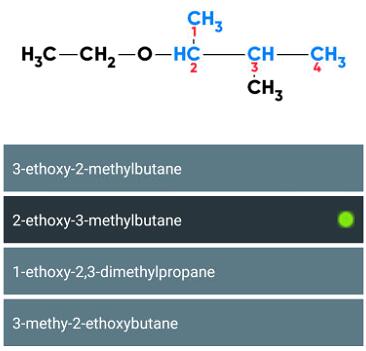 CH₃
1
H₃C—CH₂—O—HC—CH—CH₃
2 3 4
CH₃
3-ethoxy-2-methylbutane
2-ethoxy-3-methylbutane
1-ethoxy-2,3-dimethylpropane
3-methy-2-ethoxybutane